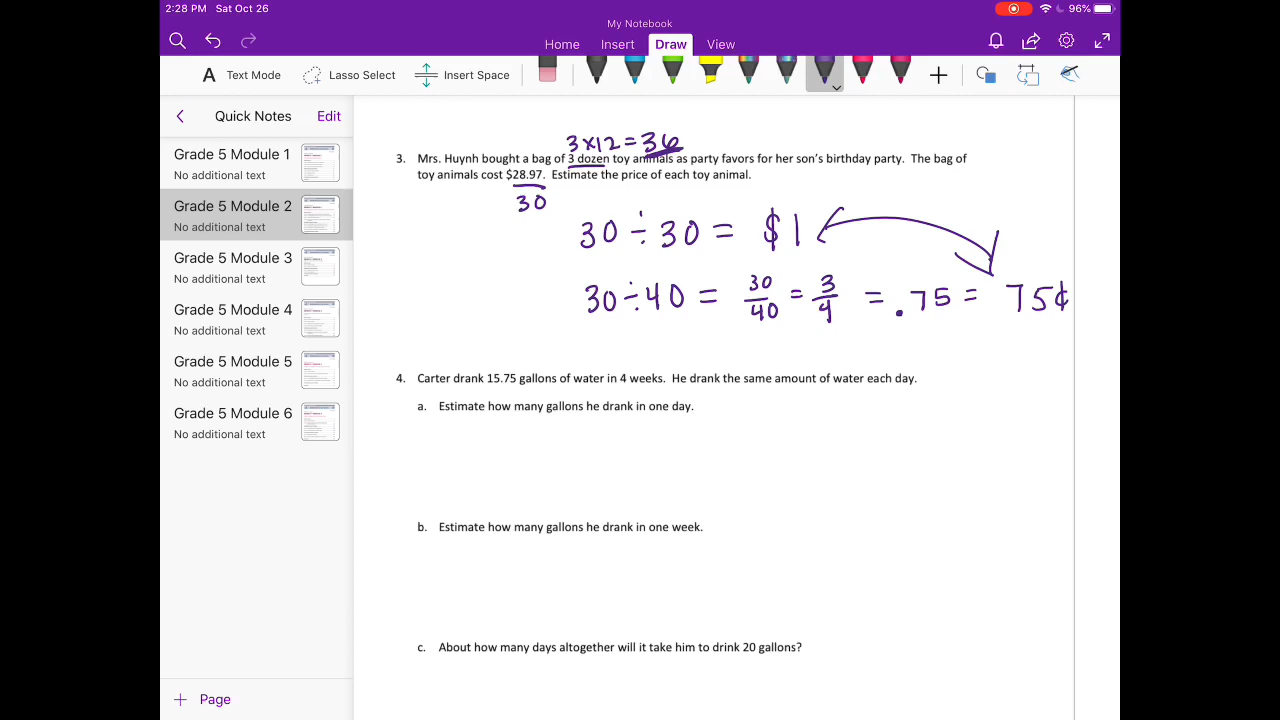 2:28 PM Sat Oct 26
96%
My Notebook
Home Insert Draw View
Text Mode Lasso Select Insert Space
Quick Notes Edit
Grade 5 Module 1
No additional text
Grade 5 Module 2
No additional text
Grade 5 Module 3
No additional text
Grade 5 Module 4
No additional text
Grade 5 Module 5
No additional text
Grade 5 Module 6
No additional text
Page
3×12=36
3. Mrs. Huynh bought a bag of 3 dozen toy animals as party favors for her son's birthday party. The bag of
toy animals cost $28.97. Estimate the price of each toy animal.
30
30 ÷ 30 = $1
30 ÷ 40 = 30/40 = 3/4 = .75 = 75¢
4. Carter drank 15.75 gallons of water in 4 weeks. He drank the same amount of water each day.
a. Estimate how many gallons he drank in one day.
b. Estimate how many gallons he drank in one week.
c. About how many days altogether will it take him to drink 20 gallons?